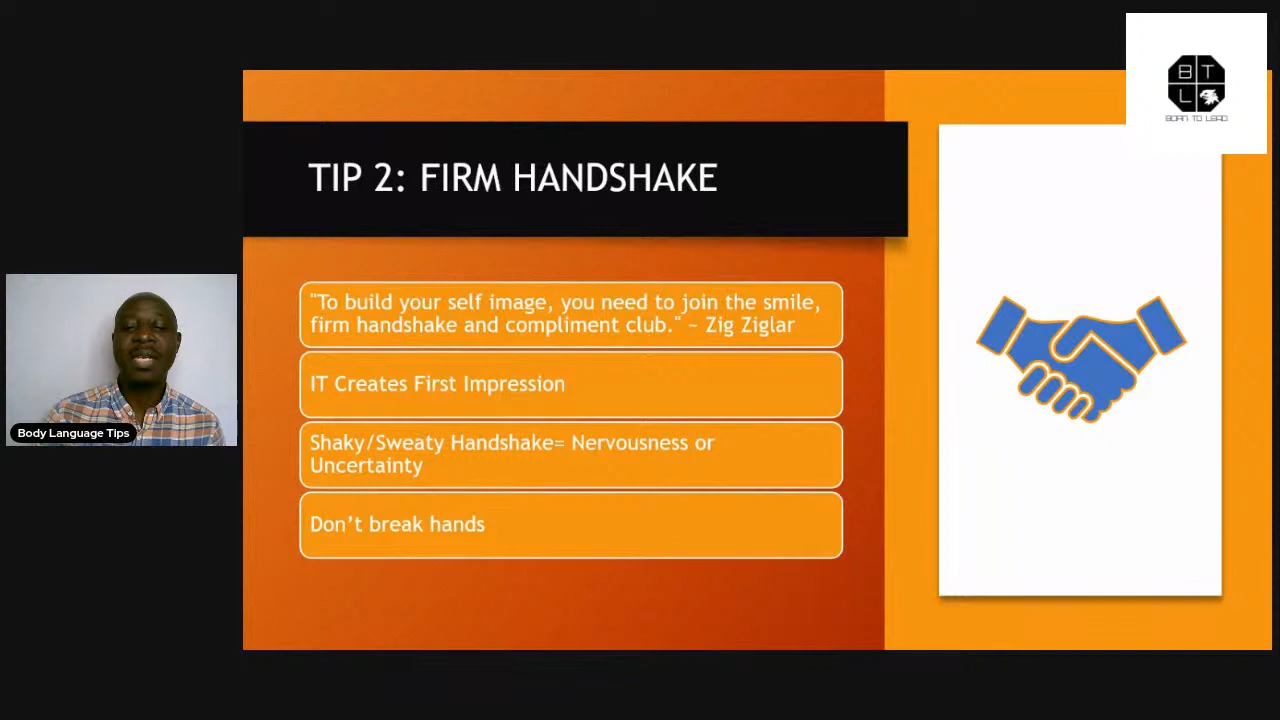 B T
L
BORN TO LEAD
TIP 2: FIRM HANDSHAKE
"To build your self image, you need to join the smile,
firm handshake and compliment club." ~ Zig Ziglar
IT Creates First Impression
Shaky/Sweaty Handshake= Nervousness or
Uncertainty
Don’t break hands
Body Language Tips